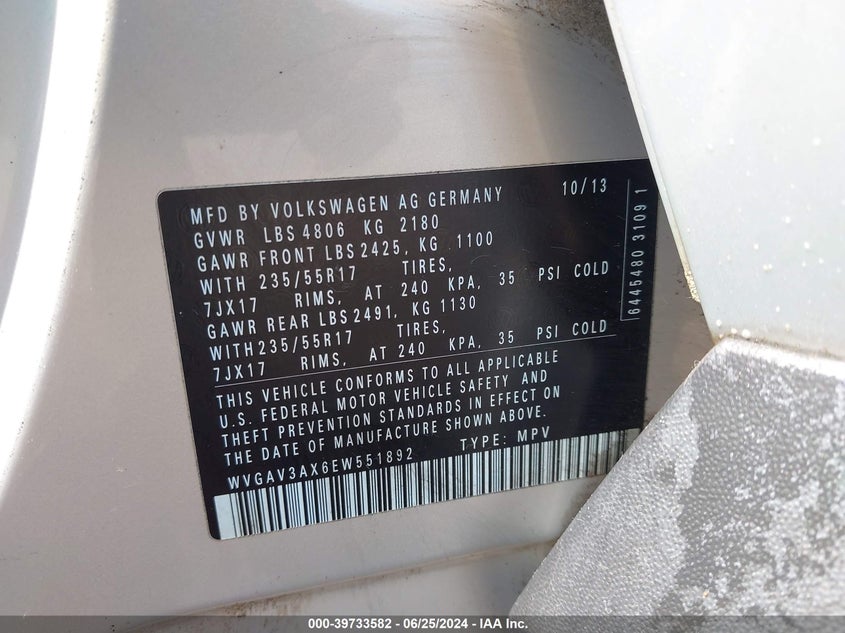 MFD BY VOLKSWAGEN AG GERMANY 10/13
GVWR LBS 4806 KG 2180
GAWR FRONT LBS 2425, KG 1100
WITH 235/55R17 TIRES,
7JX17 RIMS, AT 240 KPA, 35 PSI COLD
GAWR REAR LBS 2491, KG 1130
WITH 235/55R17 TIRES,
7JX17 RIMS, AT 240 KPA, 35 PSI COLD
THIS VEHICLE CONFORMS TO ALL APPLICABLE
U.S. FEDERAL MOTOR VEHICLE SAFETY AND
THEFT PREVENTION STANDARDS IN EFFECT ON
THE DATE OF MANUFACTURE SHOWN ABOVE.
WVGAV3AX6EW551892 TYPE: MPV
6445480 3109 1
000-39733582 - 06/25/2024 - IAA Inc.